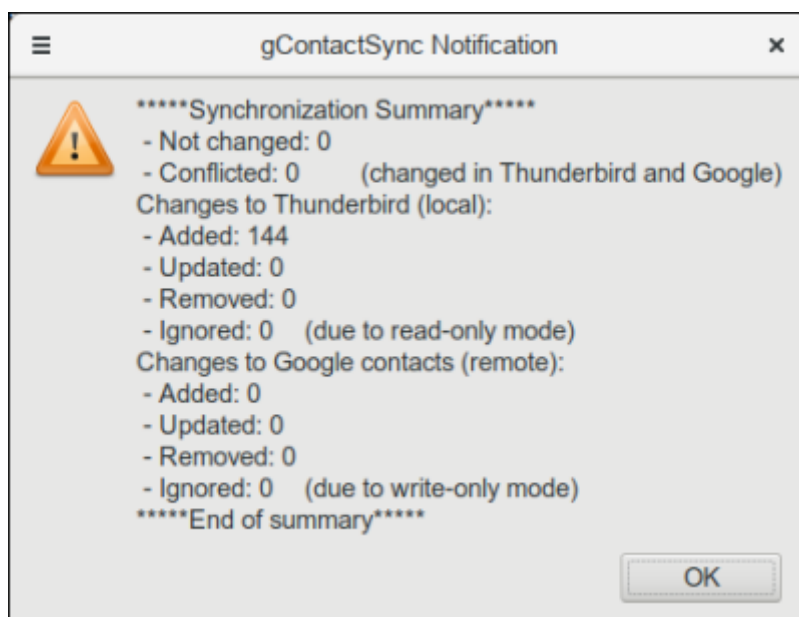 gContactSync Notification
*****Synchronization Summary*****
- Not changed: 0
- Conflicted: 0 (changed in Thunderbird and Google)
Changes to Thunderbird (local):
- Added: 144
- Updated: 0
- Removed: 0
- Ignored: 0 (due to read-only mode)
Changes to Google contacts (remote):
- Added: 0
- Updated: 0
- Removed: 0
- Ignored: 0 (due to write-only mode)
*****End of summary*****
OK